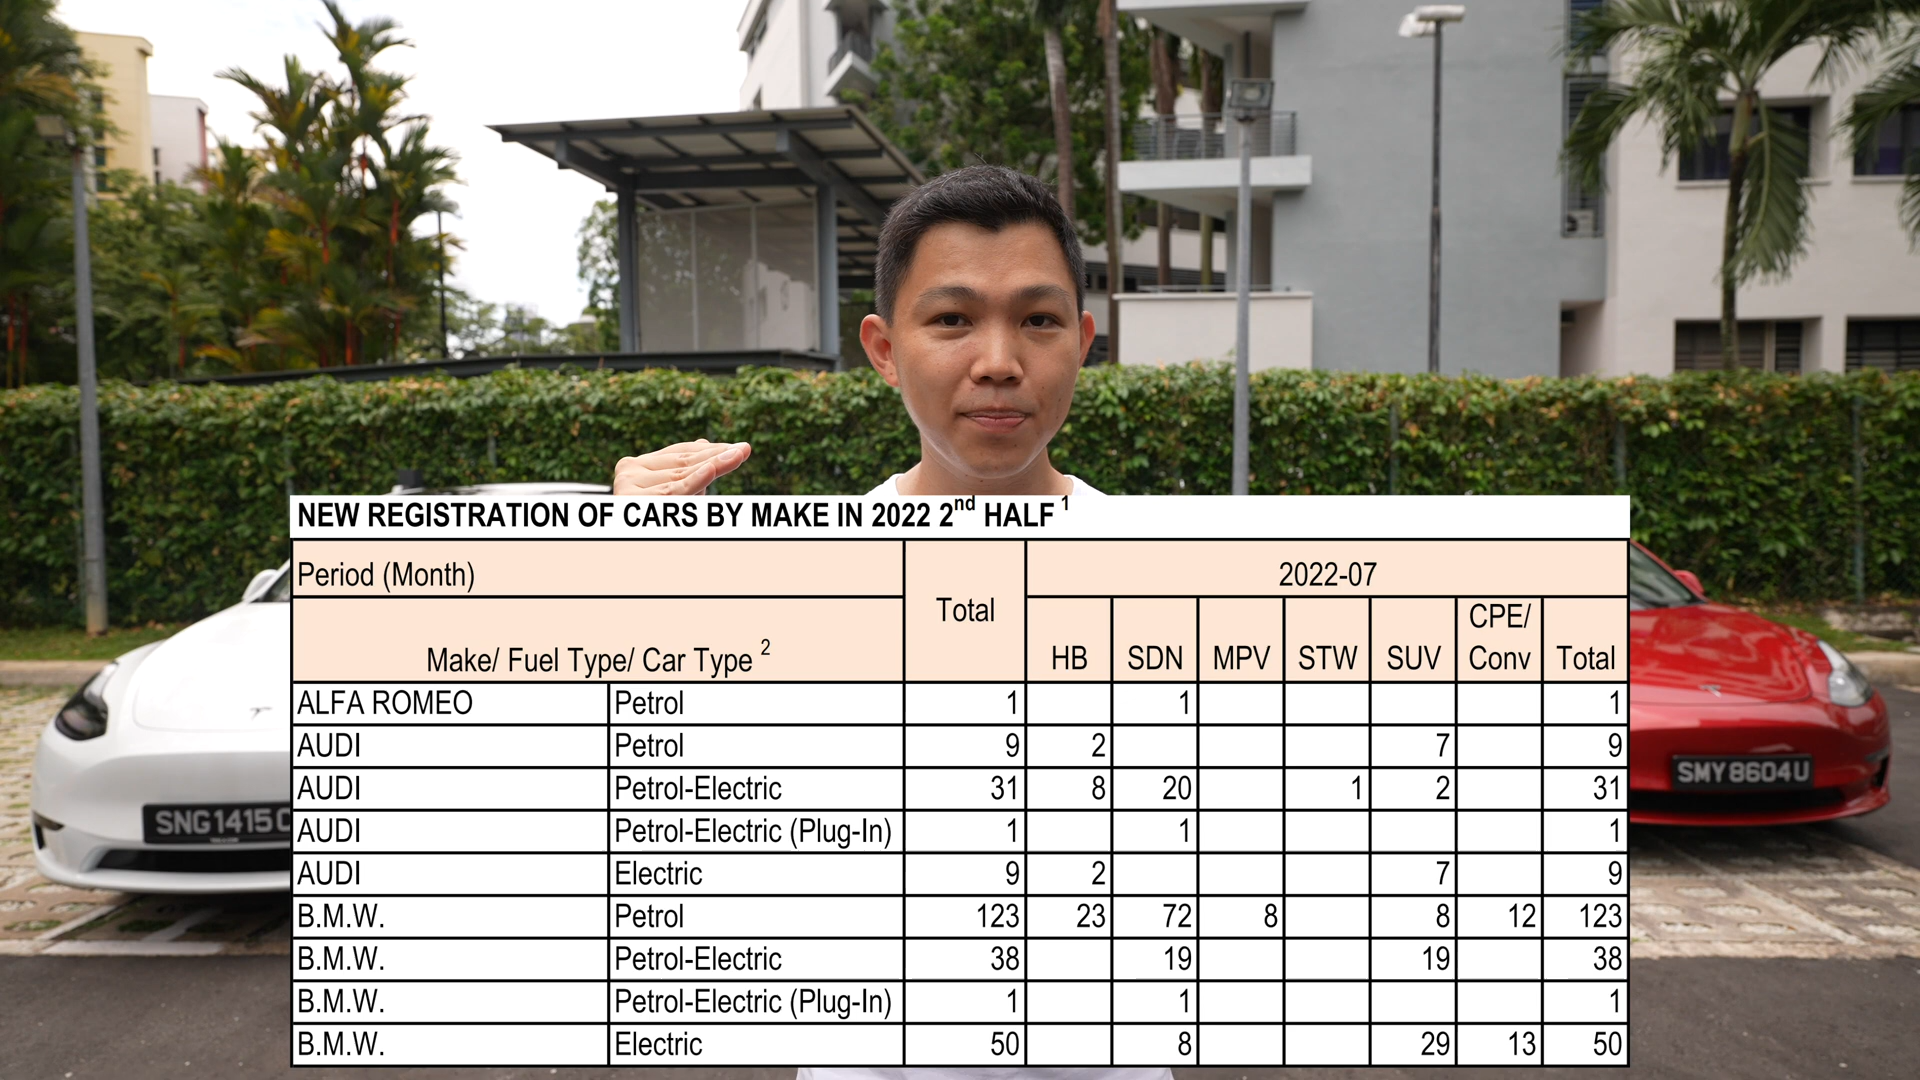 NEW REGISTRATION OF CARS BY MAKE IN 2022 2nd HALF 1
Period (Month) Total 2022-07
Make/ Fuel Type/ Car Type 2 HB SDN MPV STW SUV CPE/ Conv Total
ALFA ROMEO Petrol 1 1 1
AUDI Petrol 9 2 7 9
AUDI Petrol-Electric 31 8 20 1 2 31
AUDI Petrol-Electric (Plug-In) 1 1 1
AUDI Electric 9 2 7 9
B.M.W. Petrol 123 23 72 8 8 12 123
B.M.W. Petrol-Electric 38 19 19 38
B.M.W. Petrol-Electric (Plug-In) 1 1 1
B.M.W. Electric 50 8 29 13 50
SNG 1415
SMY 8604 U